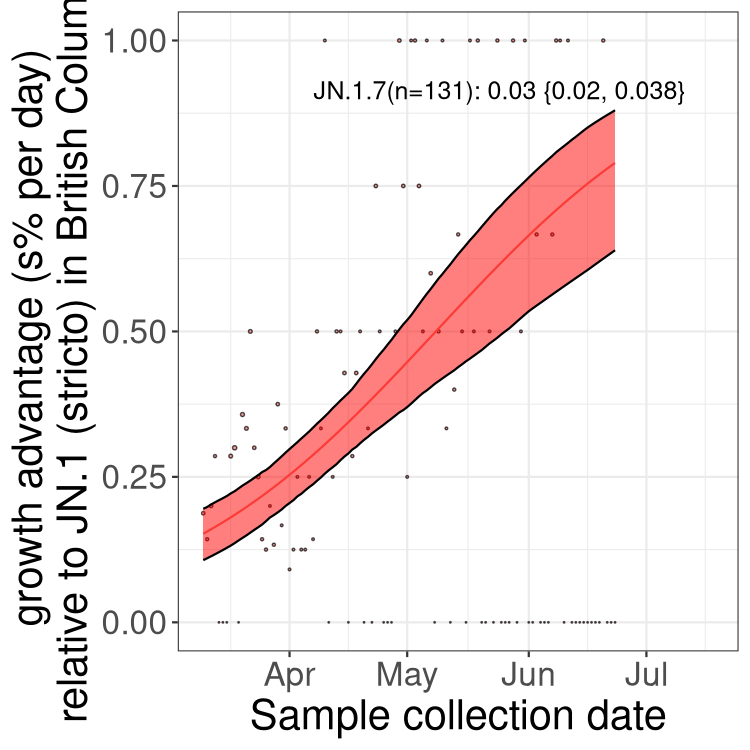 growth advantage (s% per day)
relative to JN.1 (stricto) in British Colum
1.00
0.75
0.50
0.25
0.00
JN.1.7(n=131): 0.03 {0.02, 0.038}
Apr May Jun Jul
Sample collection date